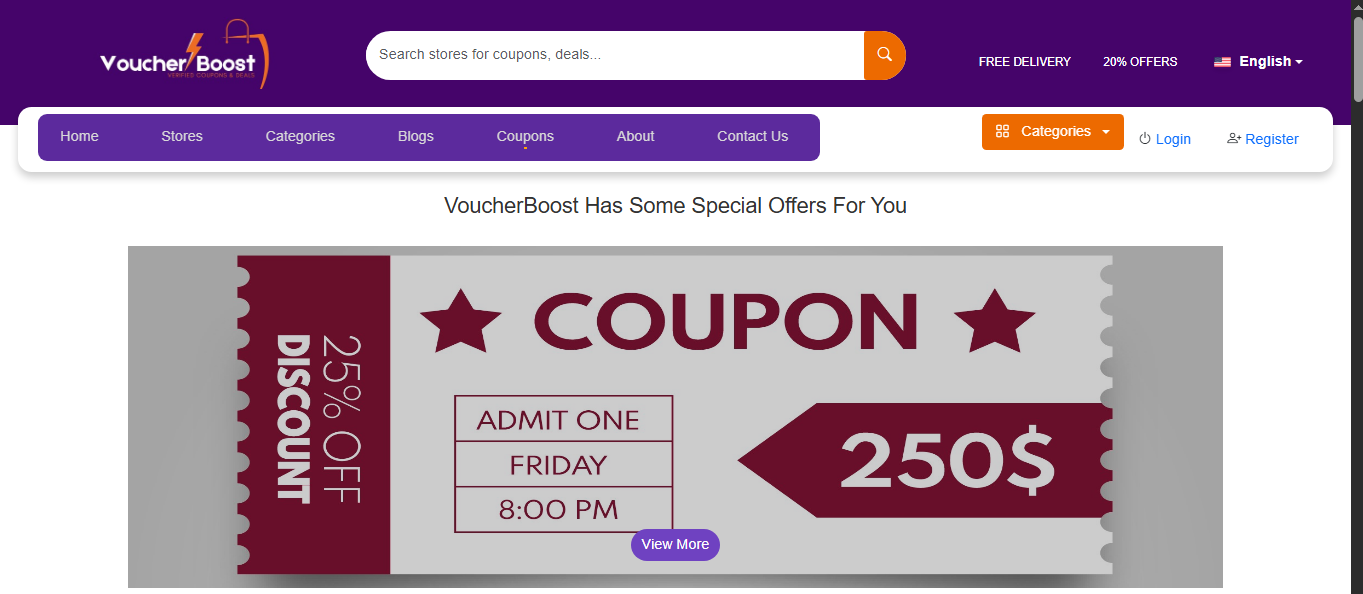 Voucher Boost
VERIFIES COUPONS & DEALS
Search stores for coupons, deals...
FREE DELIVERY
20% OFFERS
English
Home
Stores
Categories
Blogs
Coupons
About
Contact Us
Categories
Login
Register
VoucherBoost Has Some Special Offers For You
25% OFF
DISCOUNT
COUPON
ADMIT ONE
FRIDAY
8:00 PM
250$
View More